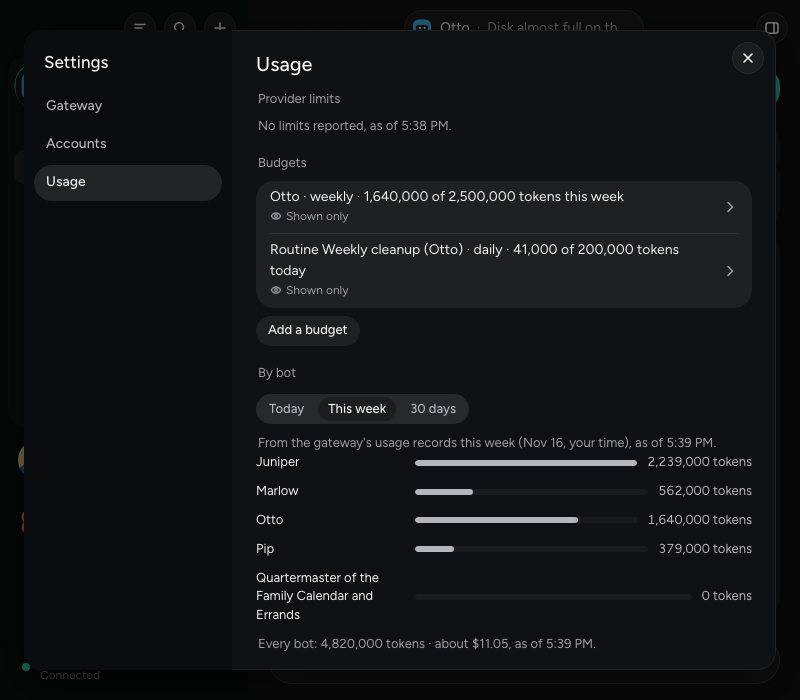 Otto · Disk almost full on th
Settings
Gateway
Accounts
Usage
Usage
Provider limits
No limits reported, as of 5:38 PM.
Budgets
Otto · weekly · 1,640,000 of 2,500,000 tokens this week
Shown only
Routine Weekly cleanup (Otto) · daily · 41,000 of 200,000 tokens
today
Shown only
Add a budget
By bot
Today This week 30 days
From the gateway's usage records this week (Nov 16, your time), as of 5:39 PM.
Juniper 2,239,000 tokens
Marlow 562,000 tokens
Otto 1,640,000 tokens
Pip 379,000 tokens
Quartermaster of the
Family Calendar and
Errands
0 tokens
Every bot: 4,820,000 tokens · about $11.05, as of 5:39 PM.
Connected